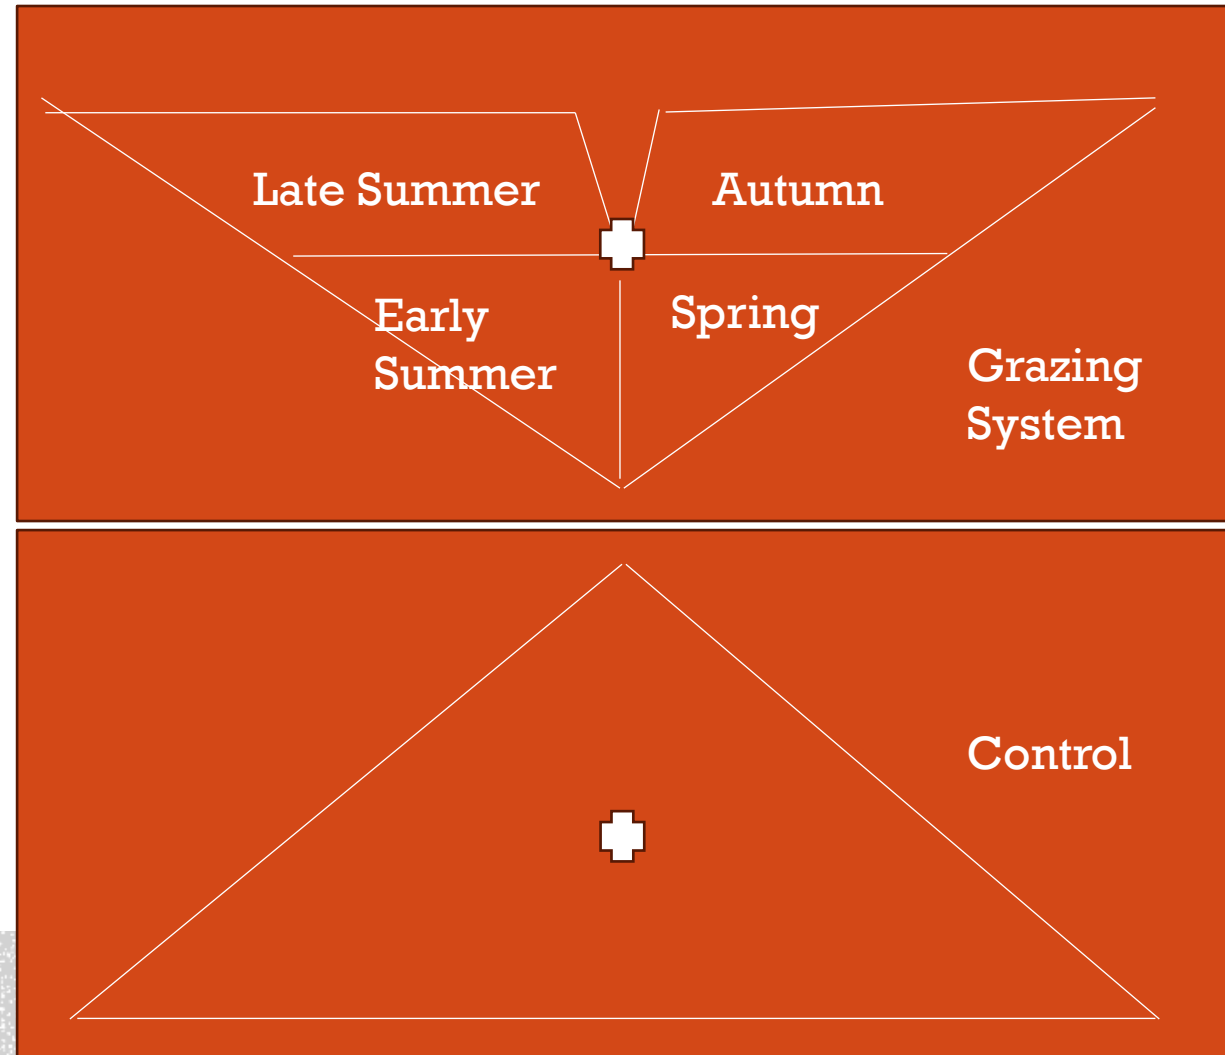 Late Summer
Autumn
Early
Summer
Spring
Grazing
System
Control